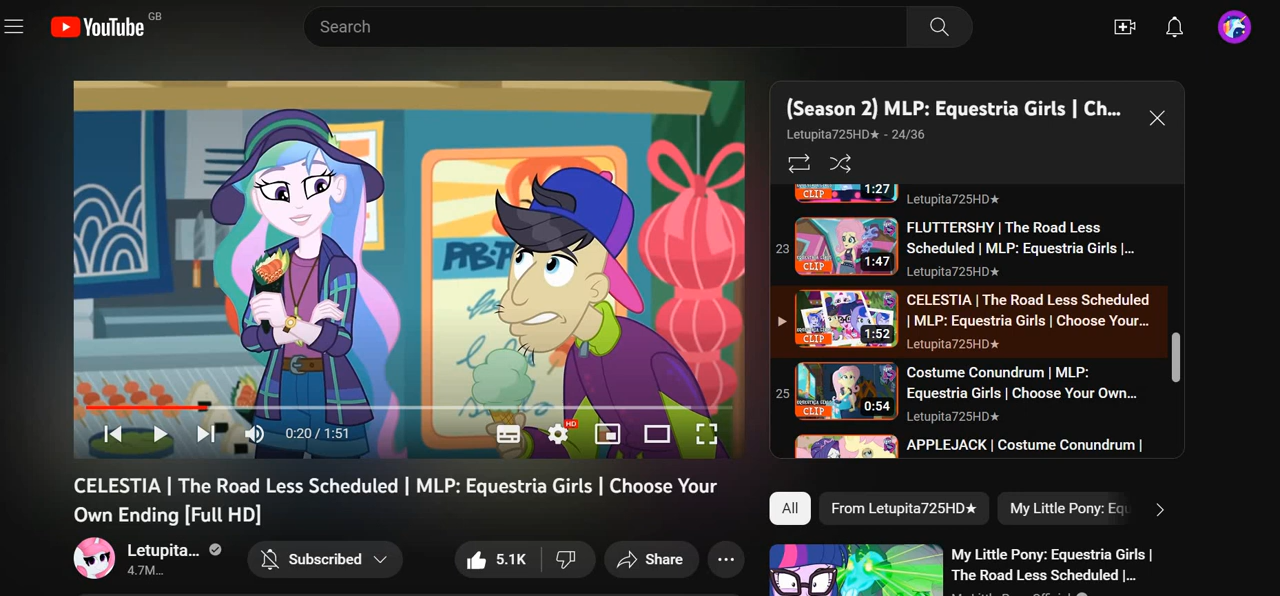 YouTube GB
Search
(Season 2) MLP: Equestria Girls | Ch...
Letupita725HD★ - 24/36
CLIP
1:27
Letupita725HD★
23
CLIP
1:47
FLUTTERSHY | The Road Less
Scheduled | MLP: Equestria Girls |...
Letupita725HD★
CLIP
1:52
CELESTIA | The Road Less Scheduled
| MLP: Equestria Girls | Choose Your...
Letupita725HD★
25
CLIP
0:54
Costume Conundrum | MLP:
Equestria Girls | Choose Your Own...
Letupita725HD★
APPLEJACK | Costume Conundrum |
0:20 / 1:51
HD
CELESTIA | The Road Less Scheduled | MLP: Equestria Girls | Choose Your
Own Ending [Full HD]
Letupita...
4.7M...
Subscribed
5.1K
Share
All
From Letupita725HD★
My Little Pony: Equ
My Little Pony: Equestria Girls |
The Road Less Scheduled |...